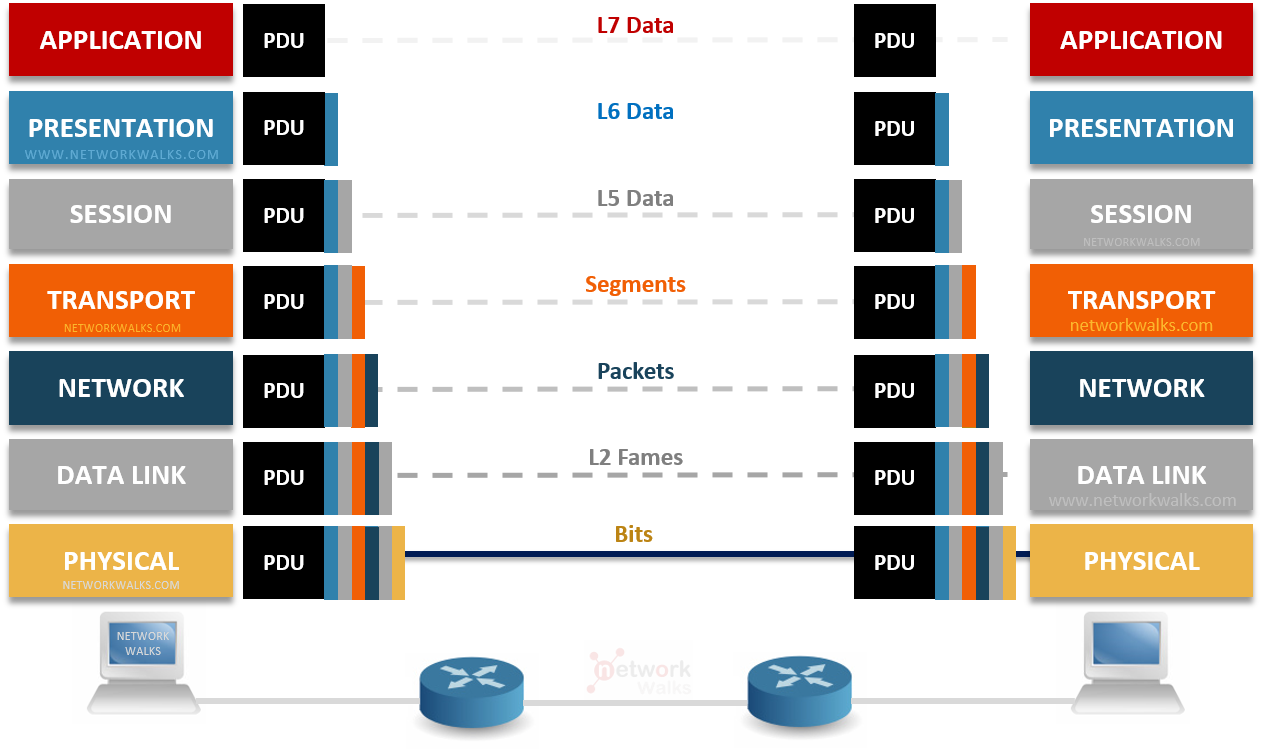 APPLICATION
PDU
L7 Data
PDU
APPLICATION
PRESENTATION
WWW.NETWORKWALKS.COM
PDU
L6 Data
PDU
PRESENTATION
SESSION
PDU
L5 Data
PDU
SESSION
NETWORKWALKS.COM
TRANSPORT
NETWORKWALKS.COM
PDU
Segments
PDU
TRANSPORT
networkwalks.com
NETWORK
PDU
Packets
PDU
NETWORK
DATA LINK
PDU
L2 Fames
PDU
DATA LINK
www.networkwalks.com
PHYSICAL
NETWORKWALKS.COM
PDU
Bits
PDU
PHYSICAL
NETWORK
WALKS
network
Walks